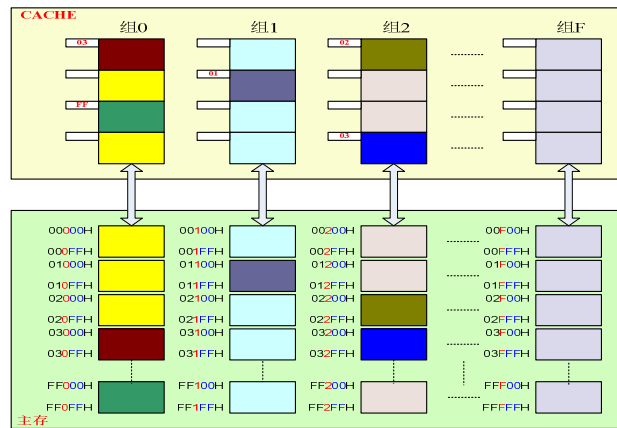 CACHE
组0 组1 组2 组F
03 02
01
FF
03
00000H 00100H 00200H 00F00H
000FFH 001FFH 002FFH 00FFFH
01000H 01100H 01200H 01F00H
010FFH 011FFH 012FFH 01FFFH
02000H 02100H 02200H 02F00H
020FFH 021FFH 022FFH 02FFFH
03000H 03100H 03200H 03F00H
030FFH 031FFH 032FFH 03FFFH
FF000H FF100H FF200H FFF00H
FF0FFH FF1FFH FF2FFH FFFFFH
主存